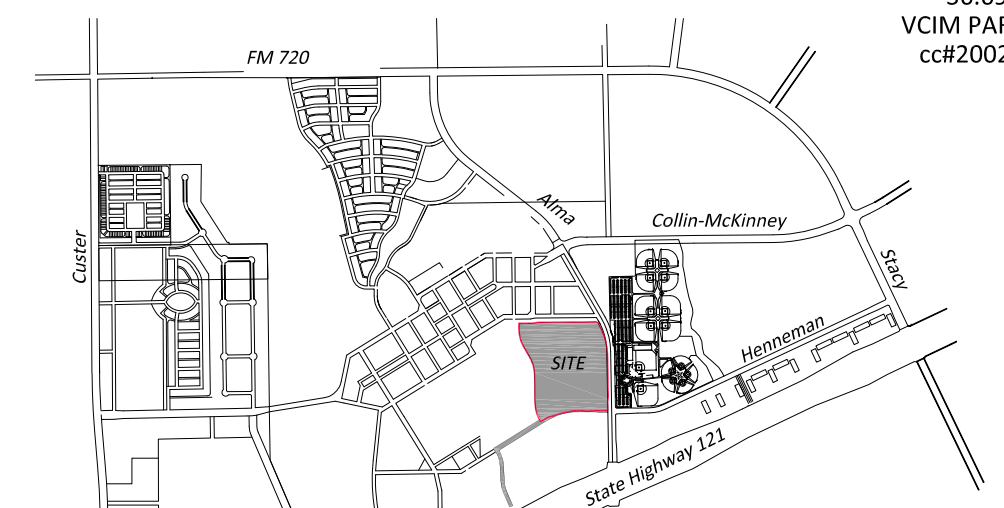 VCIM PAR
cc#2002
FM 720
Alma
Collin-McKinney
Custer
Stacy
Henneman
SITE
State Highway 121